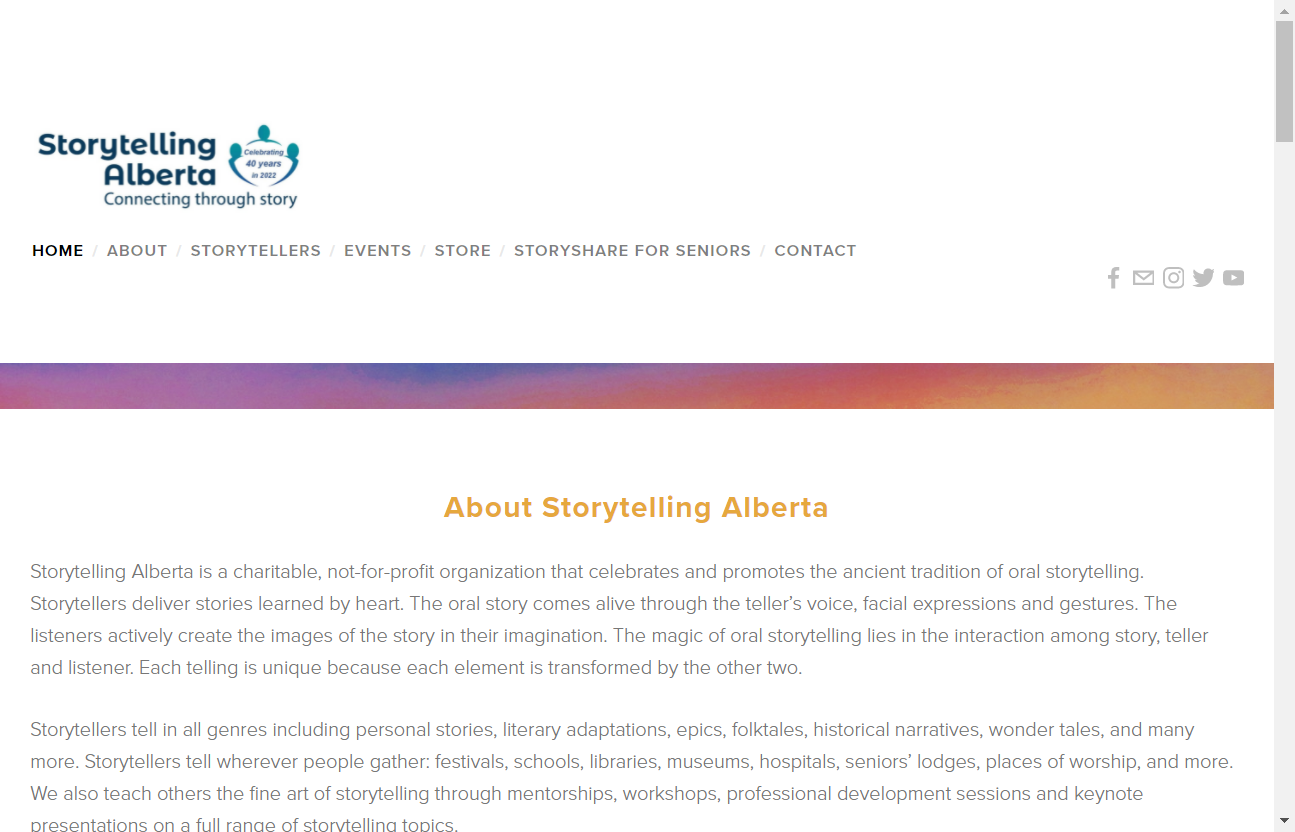 Storytelling
Alberta
Celebrating
40 years
in 2022
Connecting through story
HOME / ABOUT / STORYTELLERS / EVENTS / STORE / STORYSHARE FOR SENIORS / CONTACT
About Storytelling Alberta
Storytelling Alberta is a charitable, not-for-profit organization that celebrates and promotes the ancient tradition of oral storytelling.
Storytellers deliver stories learned by heart. The oral story comes alive through the teller’s voice, facial expressions and gestures. The
listeners actively create the images of the story in their imagination. The magic of oral storytelling lies in the interaction among story, teller
and listener. Each telling is unique because each element is transformed by the other two.
Storytellers tell in all genres including personal stories, literary adaptations, epics, folktales, historical narratives, wonder tales, and many
more. Storytellers tell wherever people gather: festivals, schools, libraries, museums, hospitals, seniors’ lodges, places of worship, and more.
We also teach others the fine art of storytelling through mentorships, workshops, professional development sessions and keynote
presentations on a full range of storytelling topics.